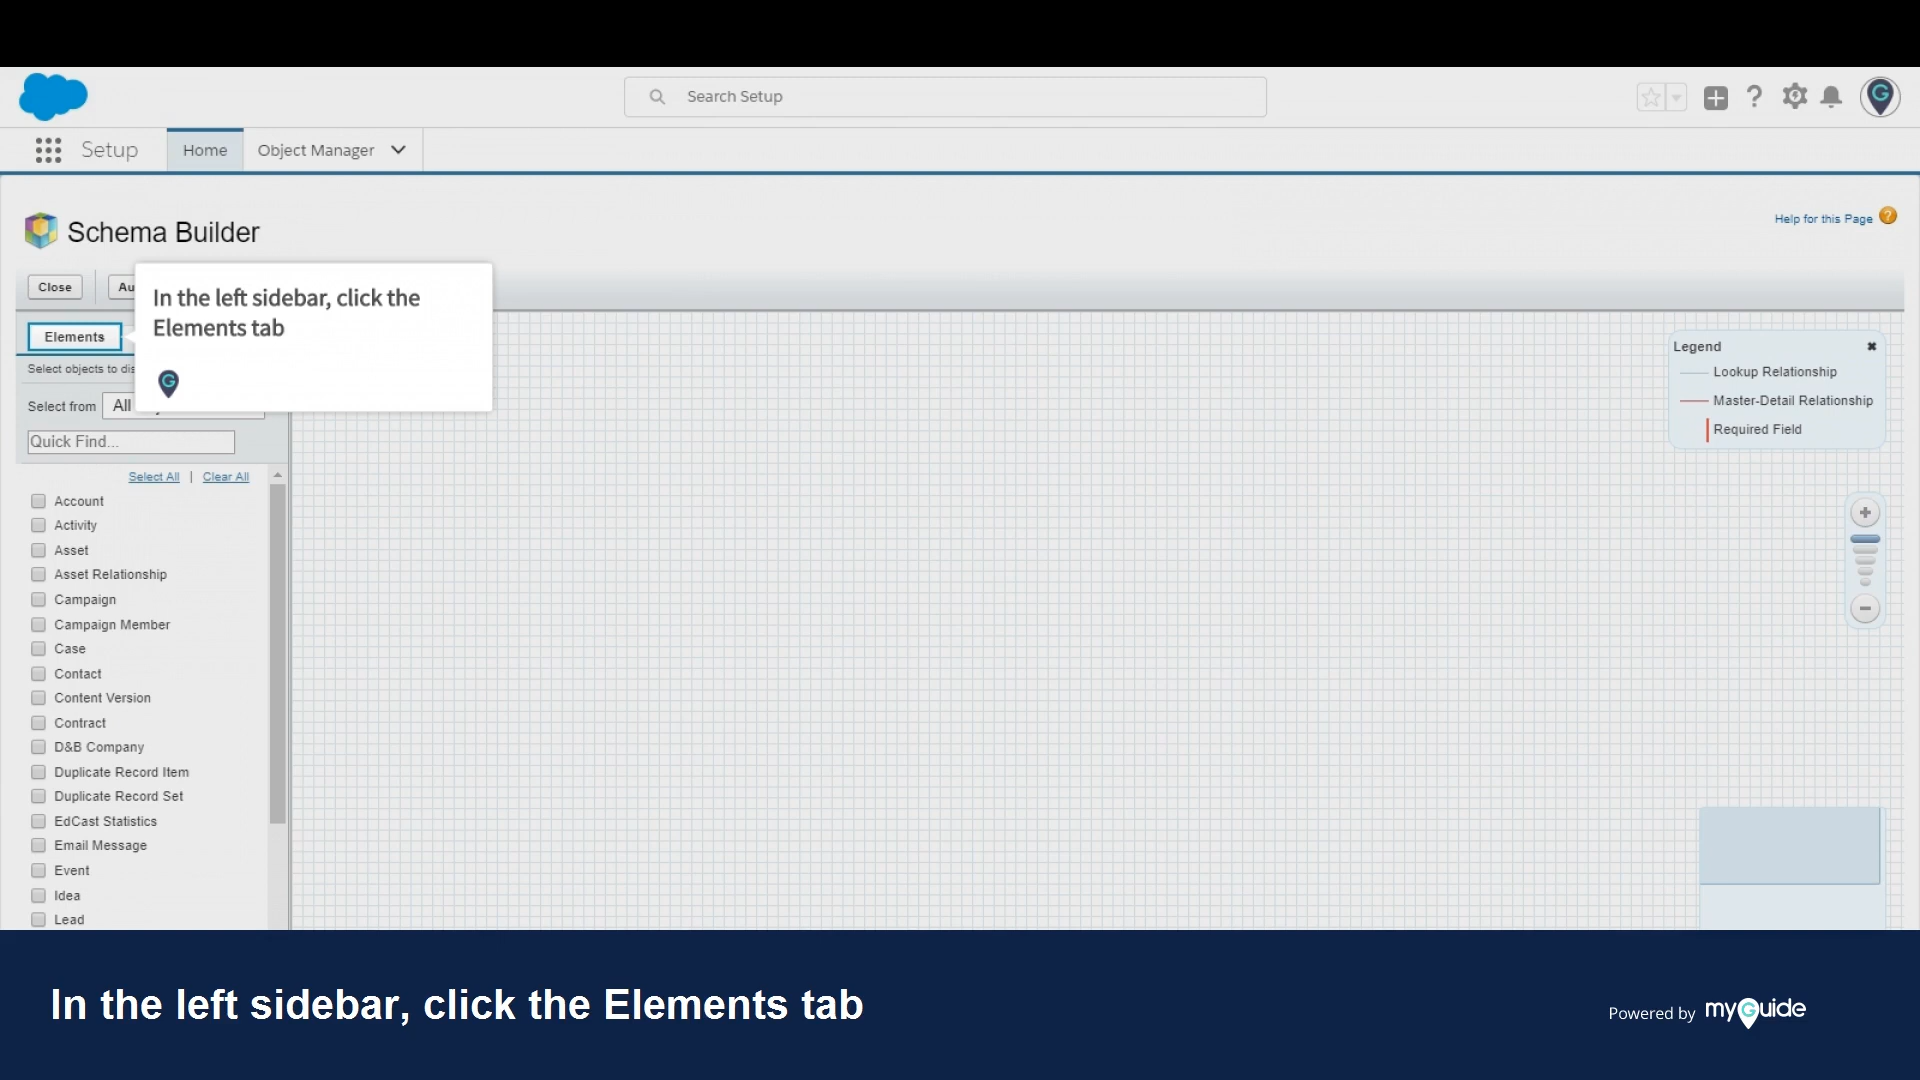 Search Setup
Setup
Home
Object Manager
Schema Builder
Help for this Page
Close
Au
In the left sidebar, click the
Elements tab
Elements
Select objects to dis
Select from
All
Quick Find...
Select All | Clear All
Account
Activity
Asset
Asset Relationship
Campaign
Campaign Member
Case
Contact
Content Version
Contract
D&B Company
Duplicate Record Item
Duplicate Record Set
EdCast Statistics
Email Message
Event
Idea
Lead
Legend
Lookup Relationship
Master-Detail Relationship
Required Field
In the left sidebar, click the Elements tab
Powered by myGuide